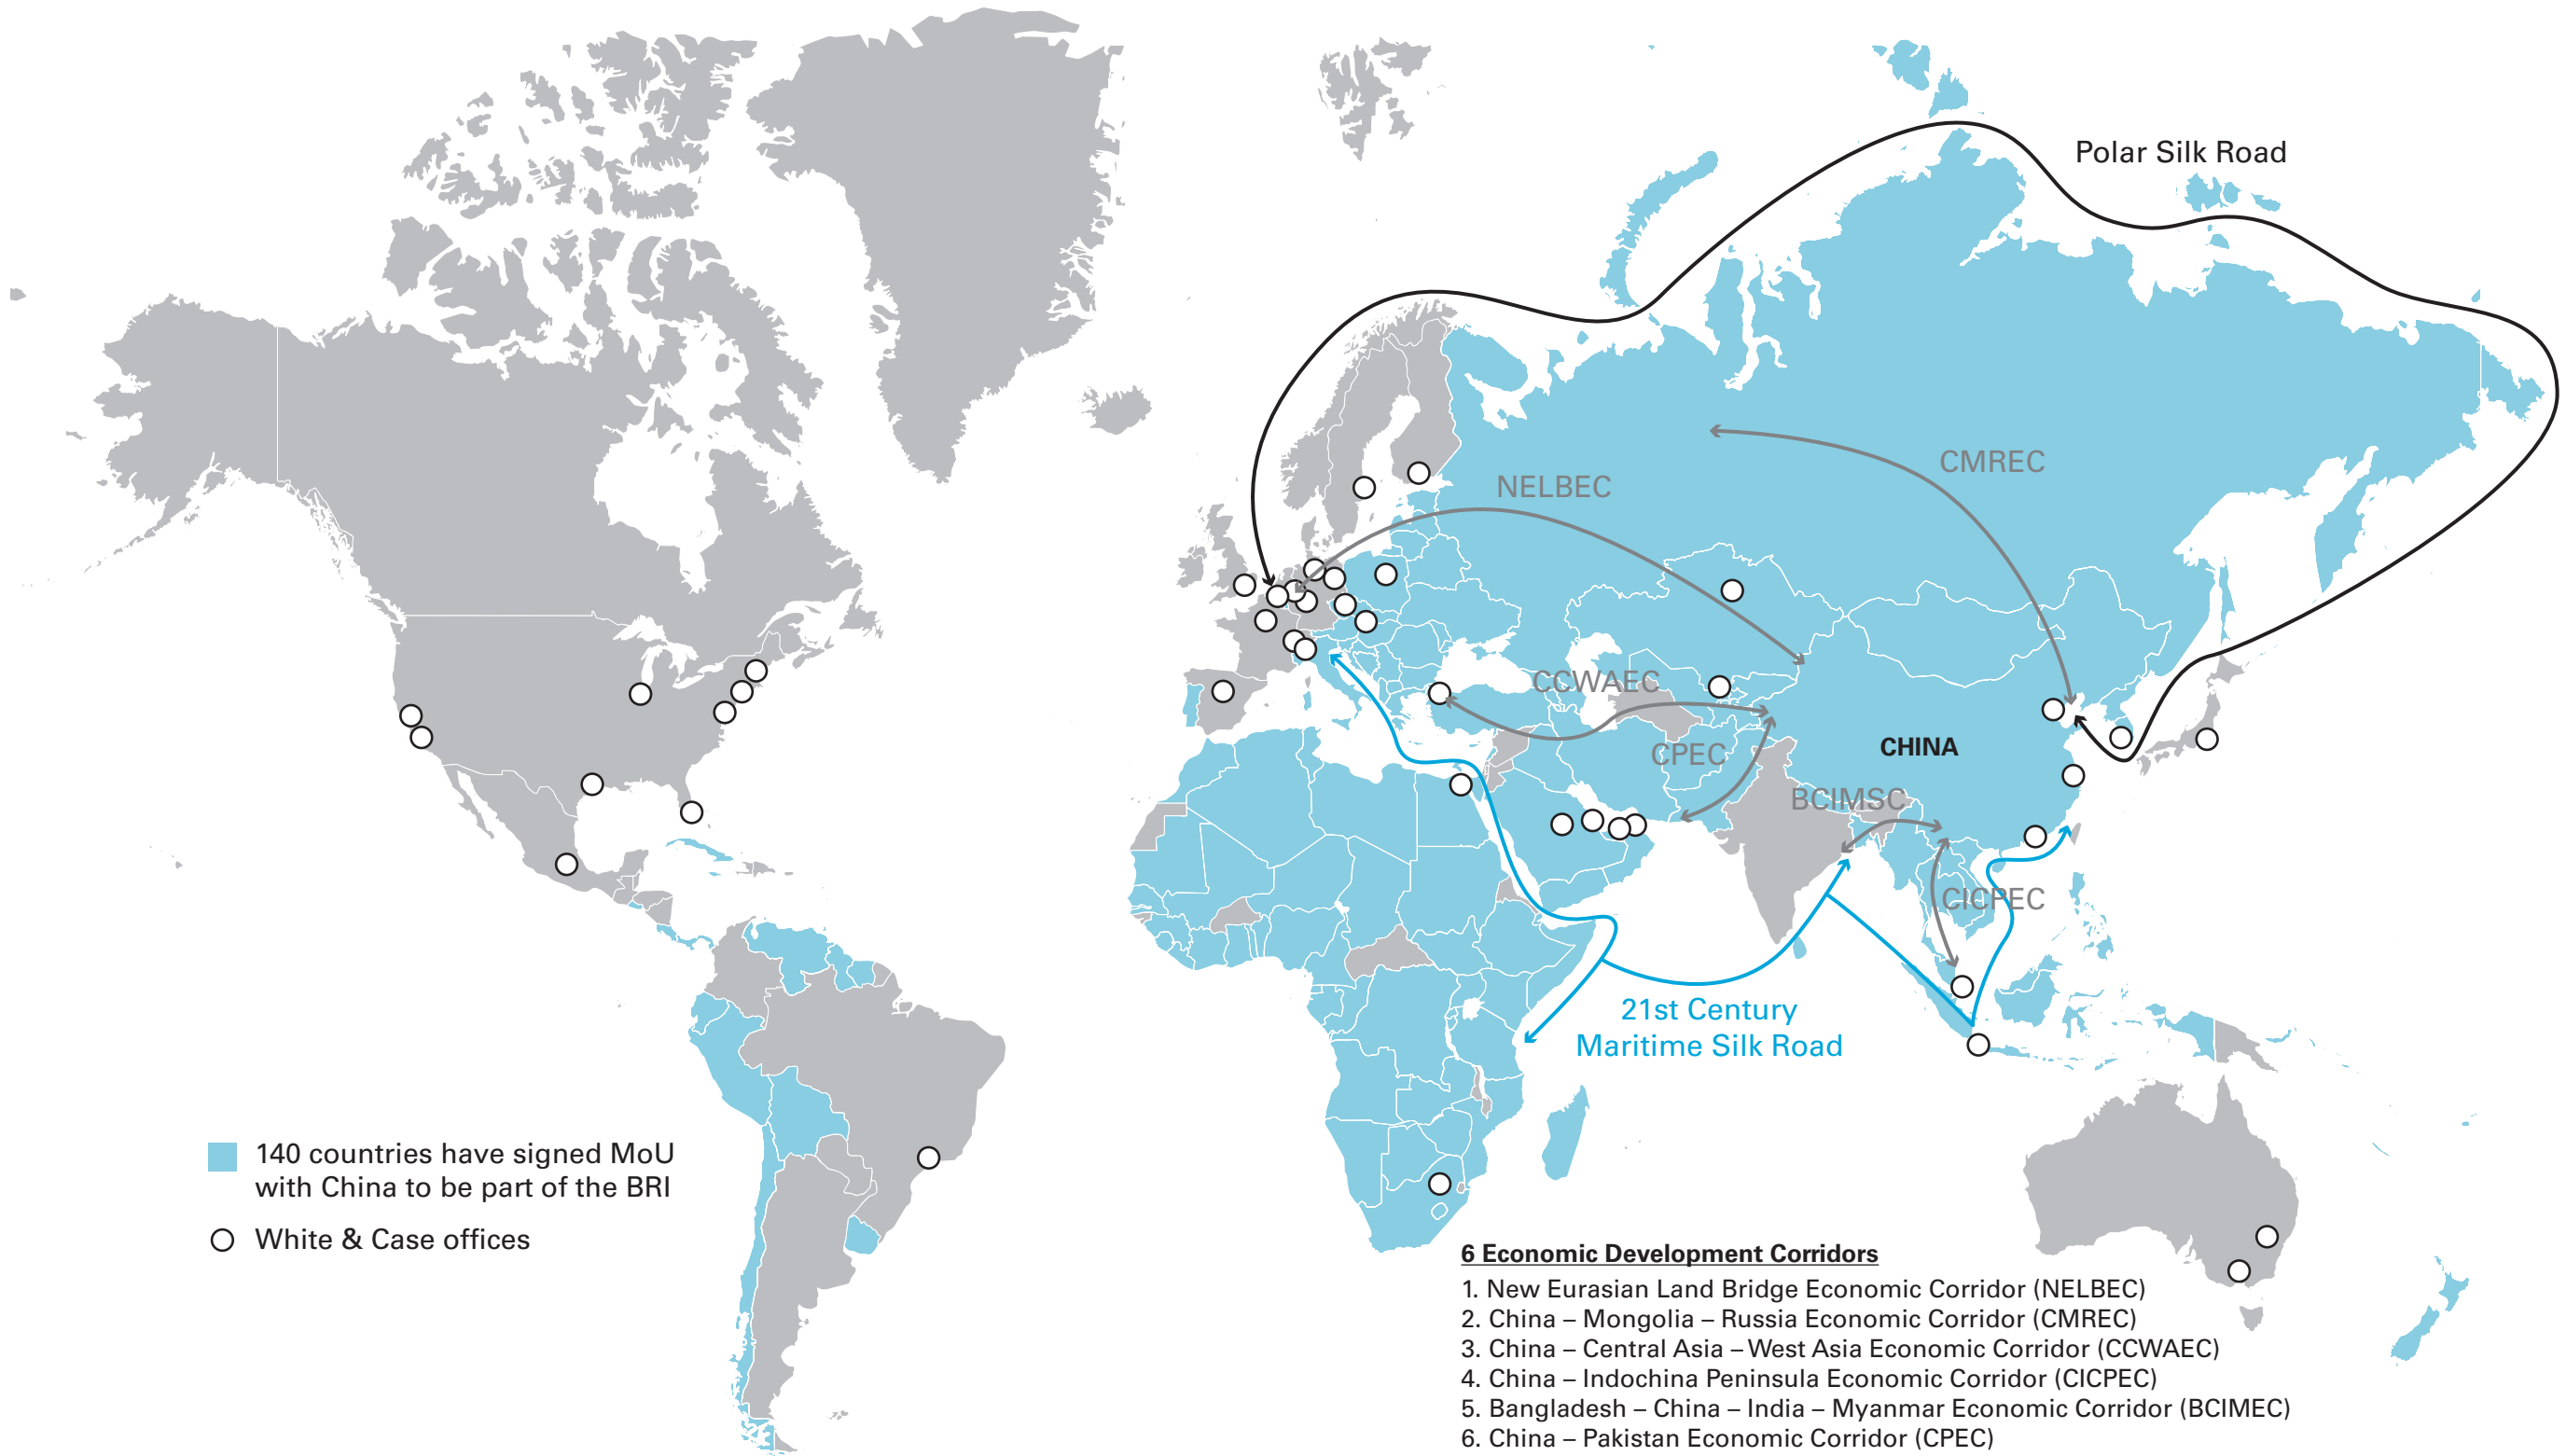 Polar Silk Road
CMREC
NELBEC
CCWAEC
CPEC
CHINA
BCIMSC
CICPEC
21st Century
Maritime Silk Road
140 countries have signed MoU
with China to be part of the BRI
White & Case offices
6 Economic Development Corridors
1. New Eurasian Land Bridge Economic Corridor (NELBEC)
2. China – Mongolia – Russia Economic Corridor (CMREC)
3. China – Central Asia – West Asia Economic Corridor (CCWAEC)
4. China – Indochina Peninsula Economic Corridor (CICPEC)
5. Bangladesh – China – India – Myanmar Economic Corridor (BCIMEC)
6. China – Pakistan Economic Corridor (CPEC)